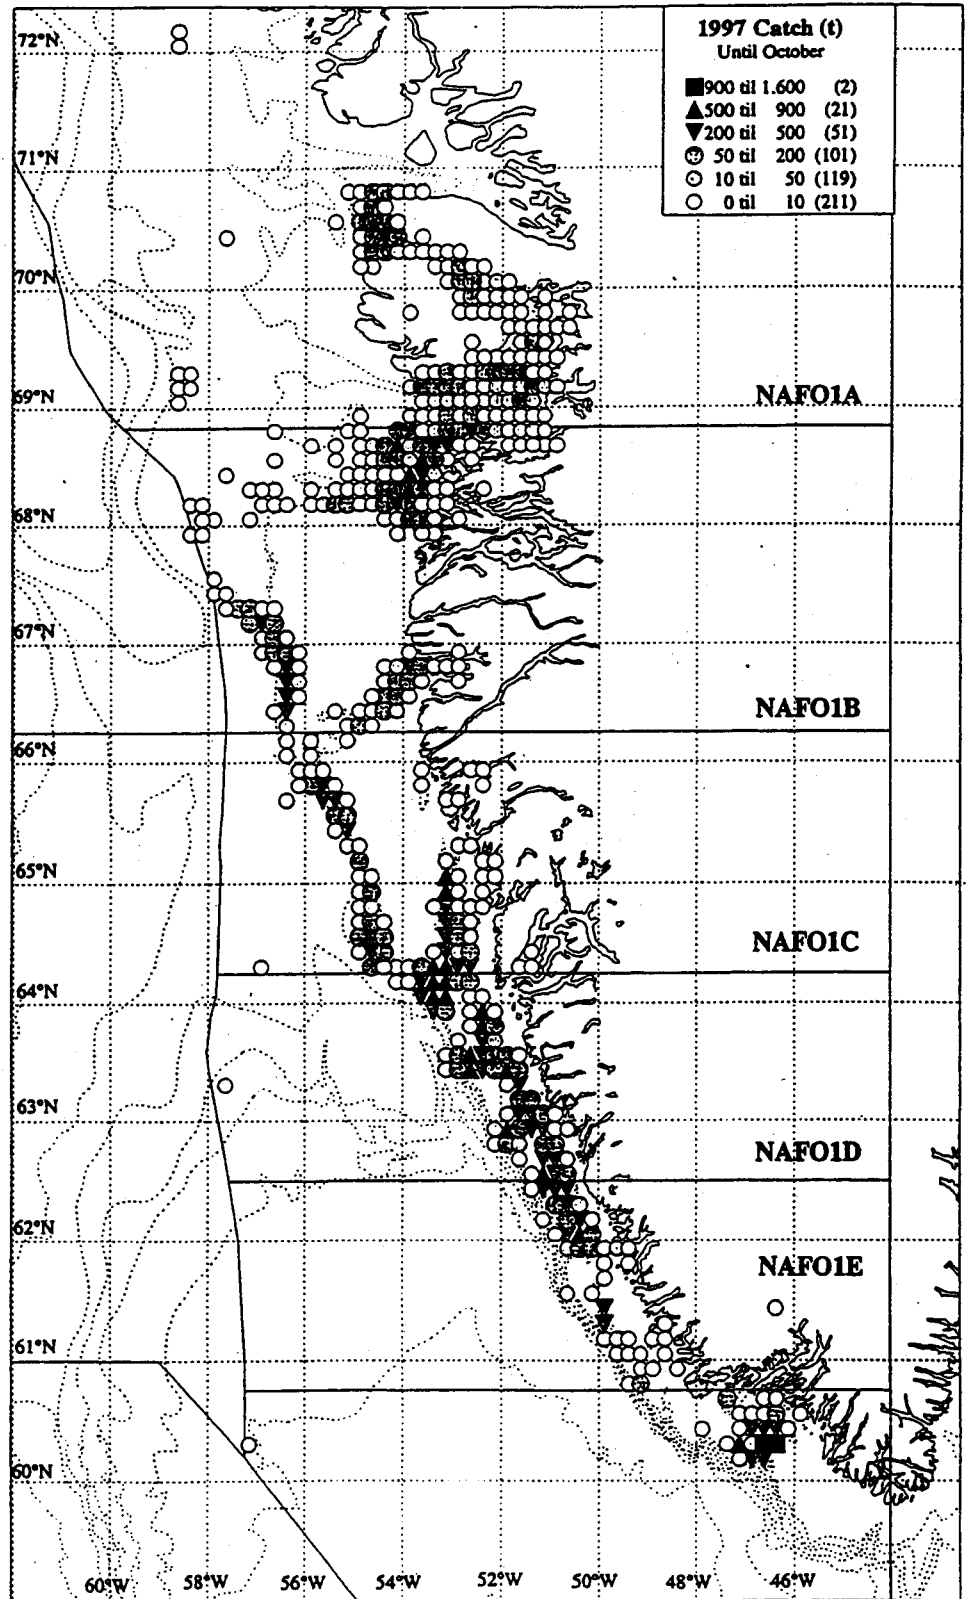 1997 Catch (t)
Until October
900 til 1.600 (2)
500 til 900 (21)
200 til 500 (51)
50 til 200 (101)
10 til 50 (119)
0 til 10 (211)
72°N
71°N
70°N
69°N
NAFO1A
68°N
67°N
NAFO1B
66°N
65°N
NAFO1C
64°N
63°N
NAFO1D
62°N
NAFO1E
61°N
60°N
60°W 58°W 56°W 54°W 52°W 50°W 48°W 46°W